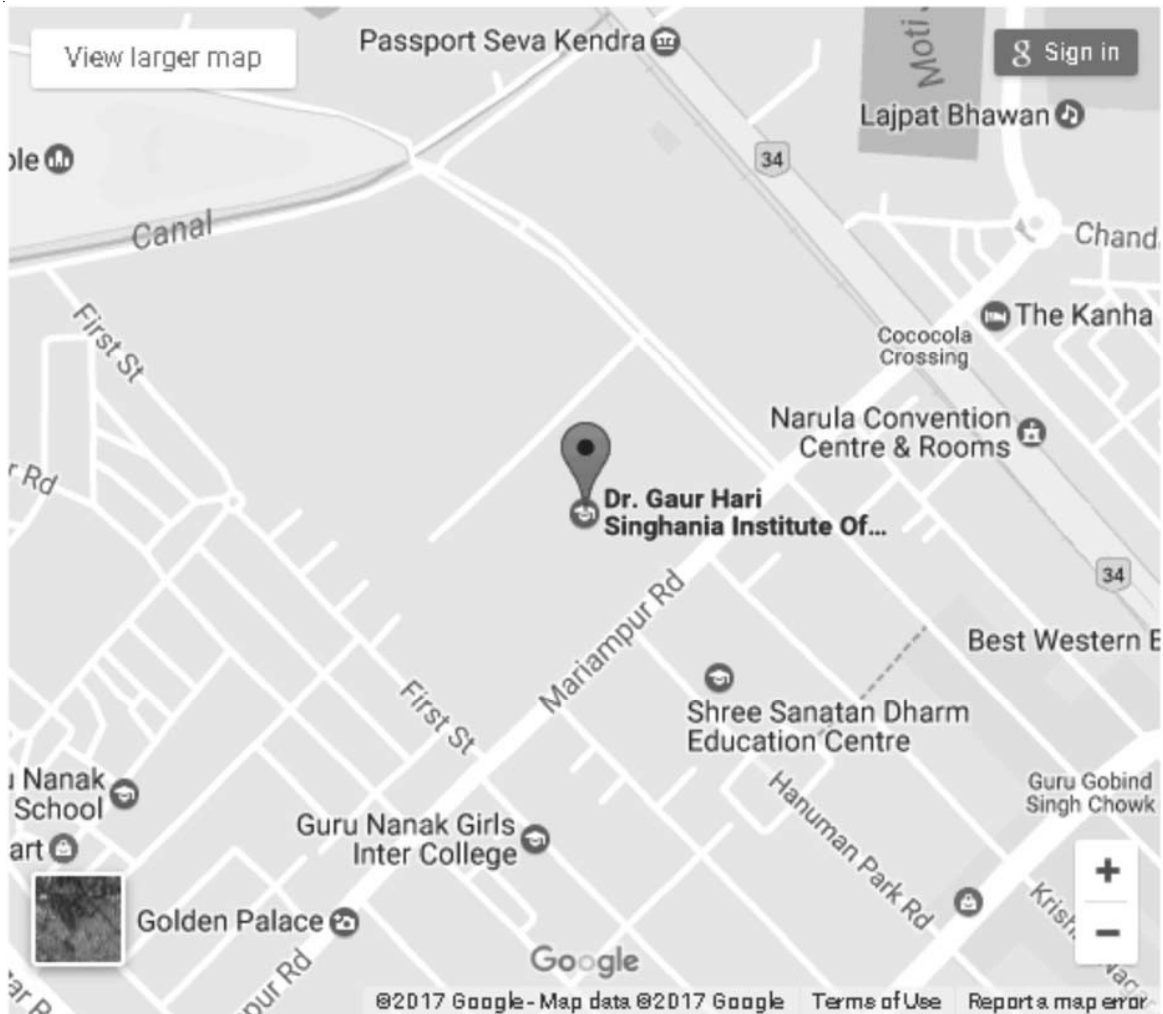 View larger map
Passport Seva Kendra
Moti
g Sign in
Lajpat Bhawan
34
ole
Canal
Chand
The Kanha
First St
Cococola
Crossing
Narula Convention
Centre & Rooms
r Rd
Dr. Gaur Hari
Singhania Institute Of...
34
Mariampur Rd
Best Western E
First St
Shree Sanatan Dharm
Education Centre
u Nanak
School
Guru Gobind
Singh Chowk
Hanuman Park Rd
Guru Nanak Girls
Inter College
art
+
Golden Palace
−
Google
pur Rd
tar R
©2017 Google - Map data ©2017 Google
Terms of Use
Report a map error